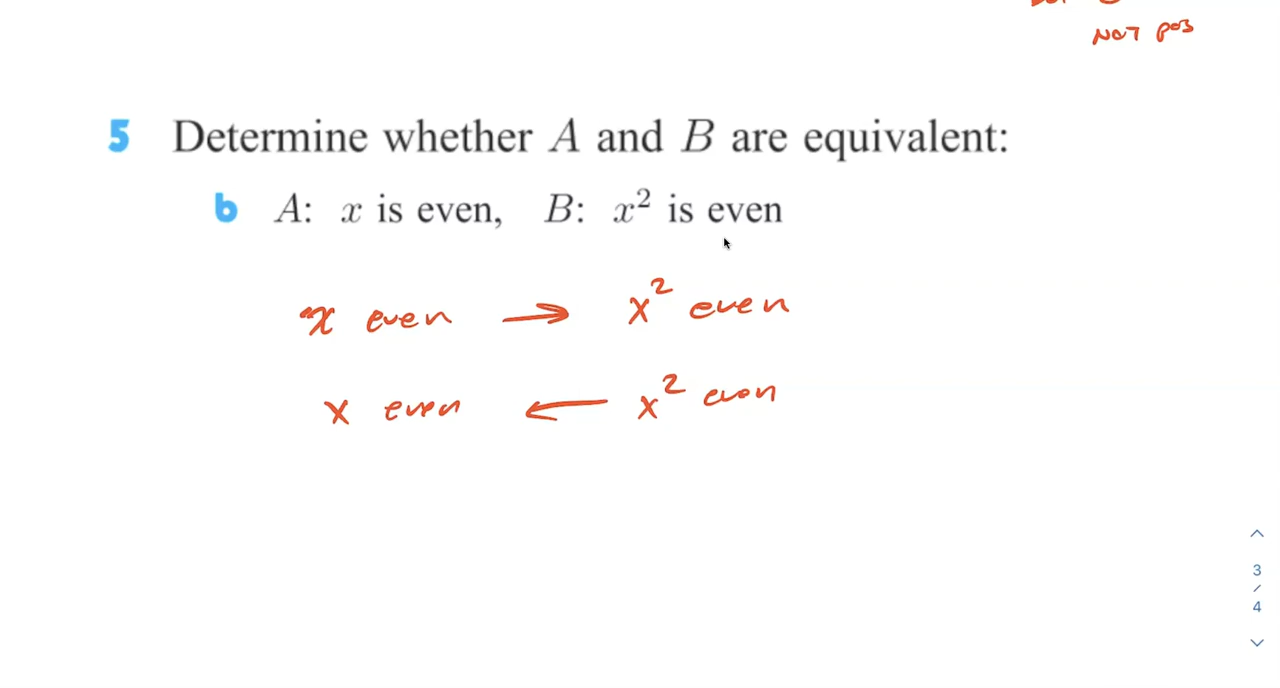 NOT pos
5 Determine whether A and B are equivalent:
b A: x is even, B: x² is even
x even → x² even
x even ← x² even
3
/
4